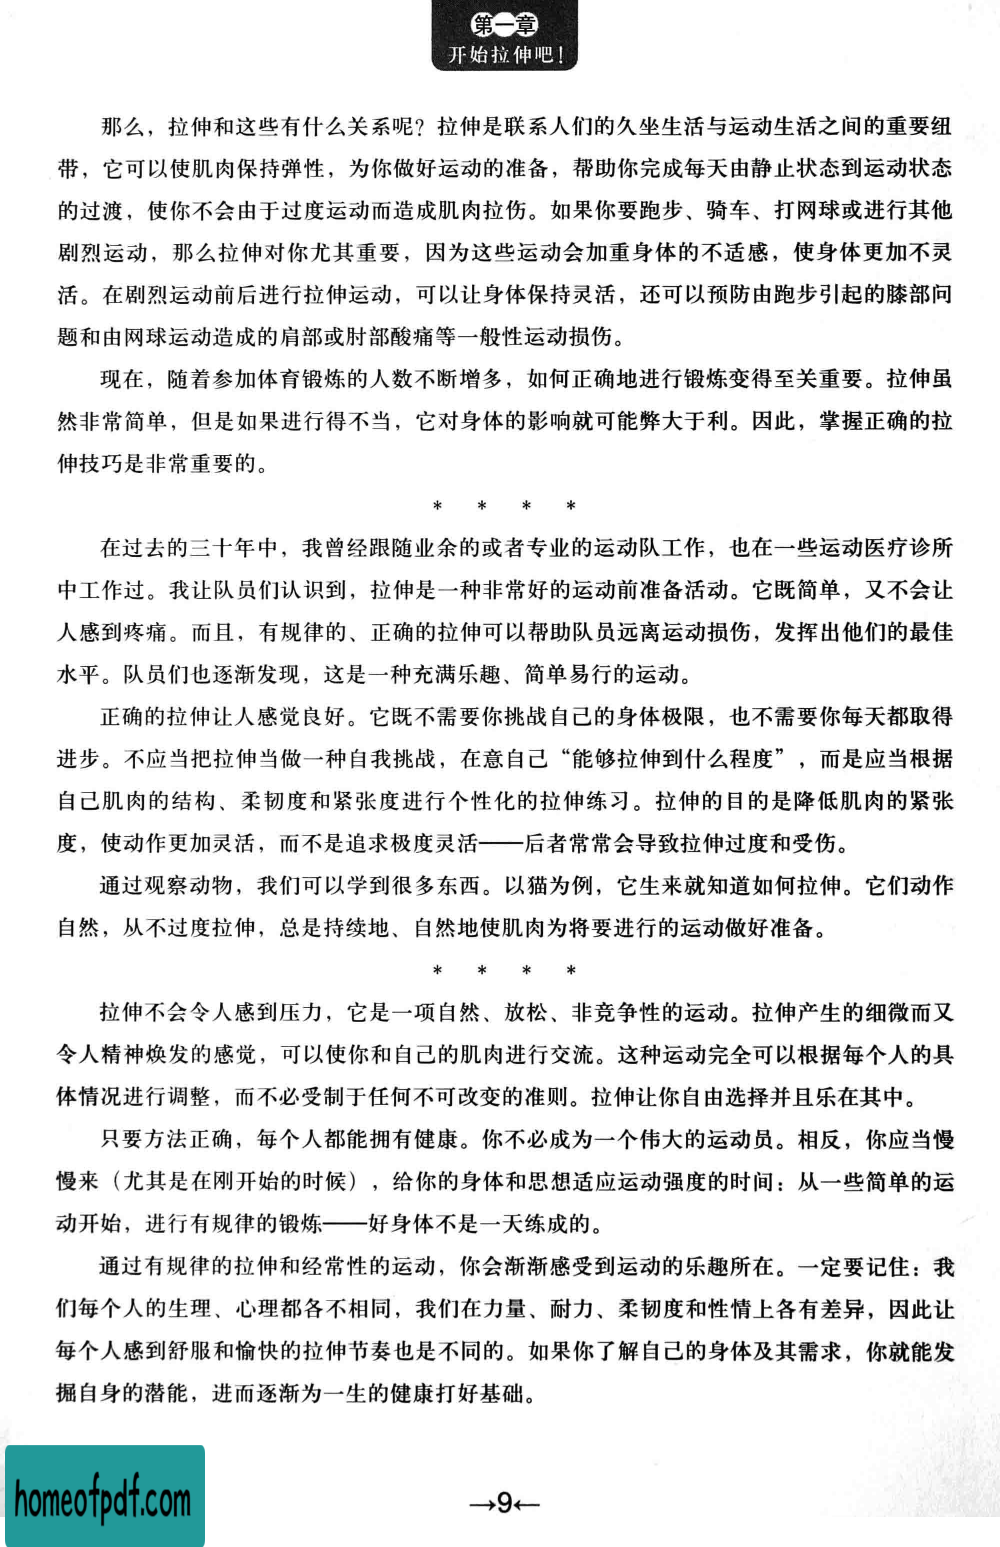 第一章
开始拉伸吧！
那么，拉伸和这些有什么关系呢？拉伸是联系人们的久坐生活与运动生活之间的重要纽
带，它可以使肌肉保持弹性，为你做好运动的准备，帮助你完成每天由静止状态到运动状态
的过渡，使你不会由于过度运动而造成肌肉拉伤。如果你要跑步、骑车、打网球或进行其他
剧烈运动，那么拉伸对你尤其重要，因为这些运动会加重身体的不适感，使身体更加不灵
活。在剧烈运动前后进行拉伸运动，可以让身体保持灵活，还可以预防由跑步引起的膝部问
题和由网球运动造成的肩部或肘部酸痛等一般性运动损伤。
现在，随着参加体育锻炼的人数不断增多，如何正确地进行锻炼变得至关重要。拉伸虽
然非常简单，但是如果进行得不当，它对身体的影响就可能弊大于利。因此，掌握正确的拉
伸技巧是非常重要的。
* * * *
在过去的三十年中，我曾经跟随业余的或者专业的运动队工作，也在一些运动医疗诊所
中工作过。我让队员们认识到，拉伸是一种非常好的运动前准备活动。它既简单，又不会让
人感到疼痛。而且，有规律的、正确的拉伸可以帮助队员远离运动损伤，发挥出他们的最佳
水平。队员们也逐渐发现，这是一种充满乐趣、简单易行的运动。
正确的拉伸让人感觉良好。它既不需要你挑战自己的身体极限，也不需要你每天都取得
进步。不应当把拉伸当做一种自我挑战，在意自己“能够拉伸到什么程度”，而是应当根据
自己肌肉的结构、柔韧度和紧张度进行个性化的拉伸练习。拉伸的目的是降低肌肉的紧张
度，使动作更加灵活，而不是追求极度灵活——后者常常会导致拉伸过度和受伤。
通过观察动物，我们可以学到很多东西。以猫为例，它生来就知道如何拉伸。它们动作
自然，从不过度拉伸，总是持续地、自然地使肌肉为将要进行的运动做好准备。
* * * *
拉伸不会令人感到压力，它是一项自然、放松、非竞争性的运动。拉伸产生的细微而又
令人精神焕发的感觉，可以使你和自己的肌肉进行交流。这种运动完全可以根据每个人的具
体情况进行调整，而不必受制于任何不可改变的准则。拉伸让你自由选择并且乐在其中。
只要方法正确，每个人都能拥有健康。你不必成为一个伟大的运动员。相反，你应当慢
慢来（尤其是在刚开始的时候），给你的身体和思想适应运动强度的时间：从一些简单的运
动开始，进行有规律的锻炼——好身体不是一天练成的。
通过有规律的拉伸和经常性的运动，你会渐渐感受到运动的乐趣所在。一定要记住：我
们每个人的生理、心理都各不相同，我们在力量、耐力、柔韧度和性情上各有差异，因此让
每个人感到舒服和愉快的拉伸节奏也是不同的。如果你了解自己的身体及其需求，你就能发
掘自身的潜能，进而逐渐为一生的健康打好基础。
homeofpdf.com
→9←